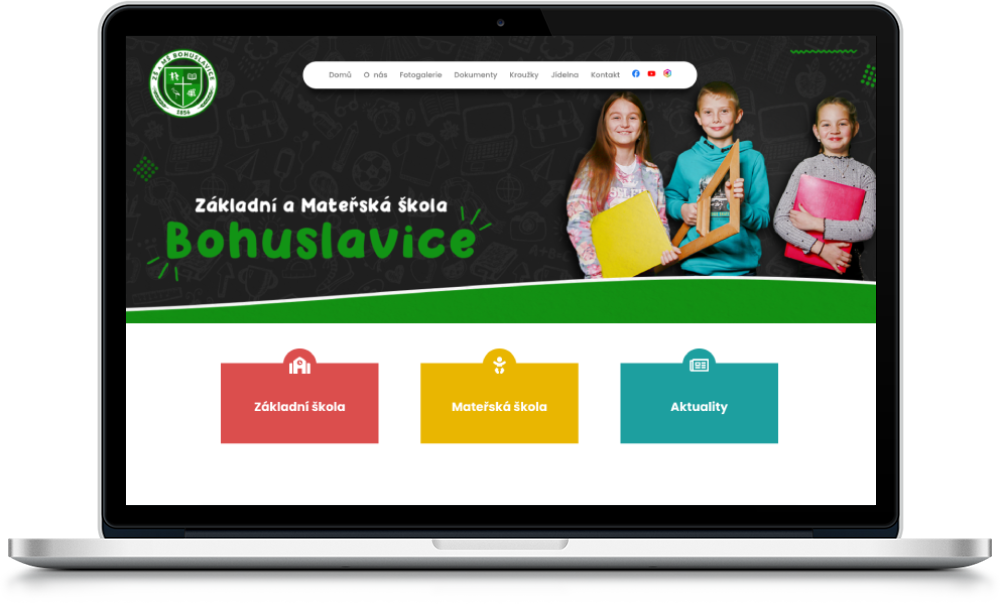 ZŠ & MŠ BOHUSLAVICE
1856
Domů O nás Fotogalerie Dokumenty Kroužky Jídelna Kontakt
Základní a Mateřská škola
Bohuslavice
Základní škola
Mateřská škola
Aktuality